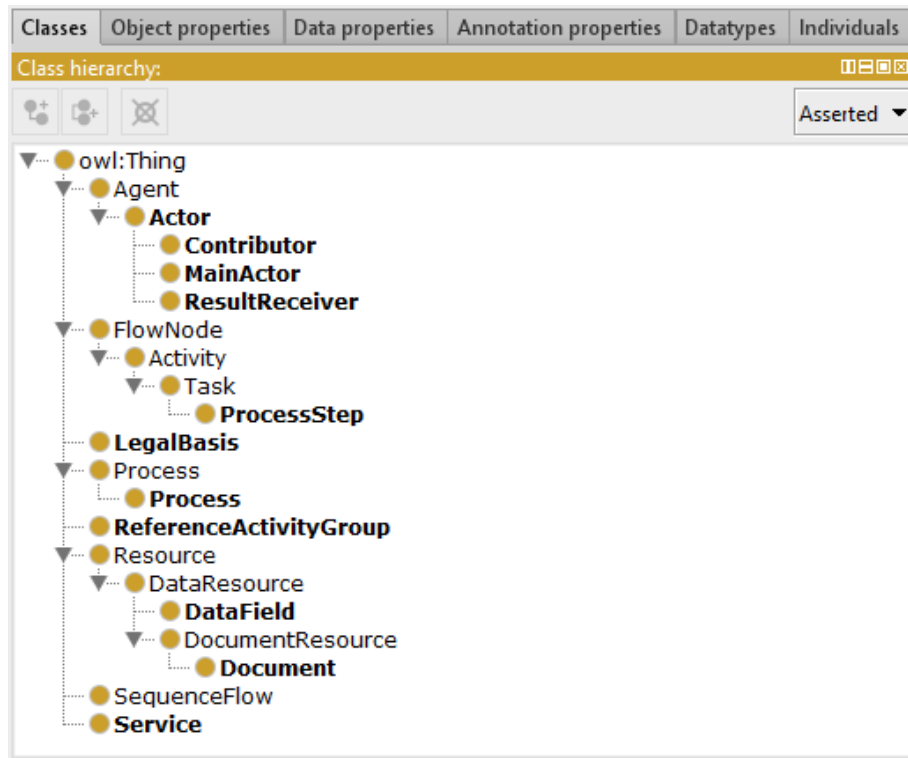 Classes Object properties Data properties Annotation properties Datatypes Individuals
Class hierarchy:
Asserted
owl:Thing
Agent
Actor
Contributor
MainActor
ResultReceiver
FlowNode
Activity
Task
ProcessStep
LegalBasis
Process
Process
ReferenceActivityGroup
Resource
DataResource
DataField
DocumentResource
Document
SequenceFlow
Service